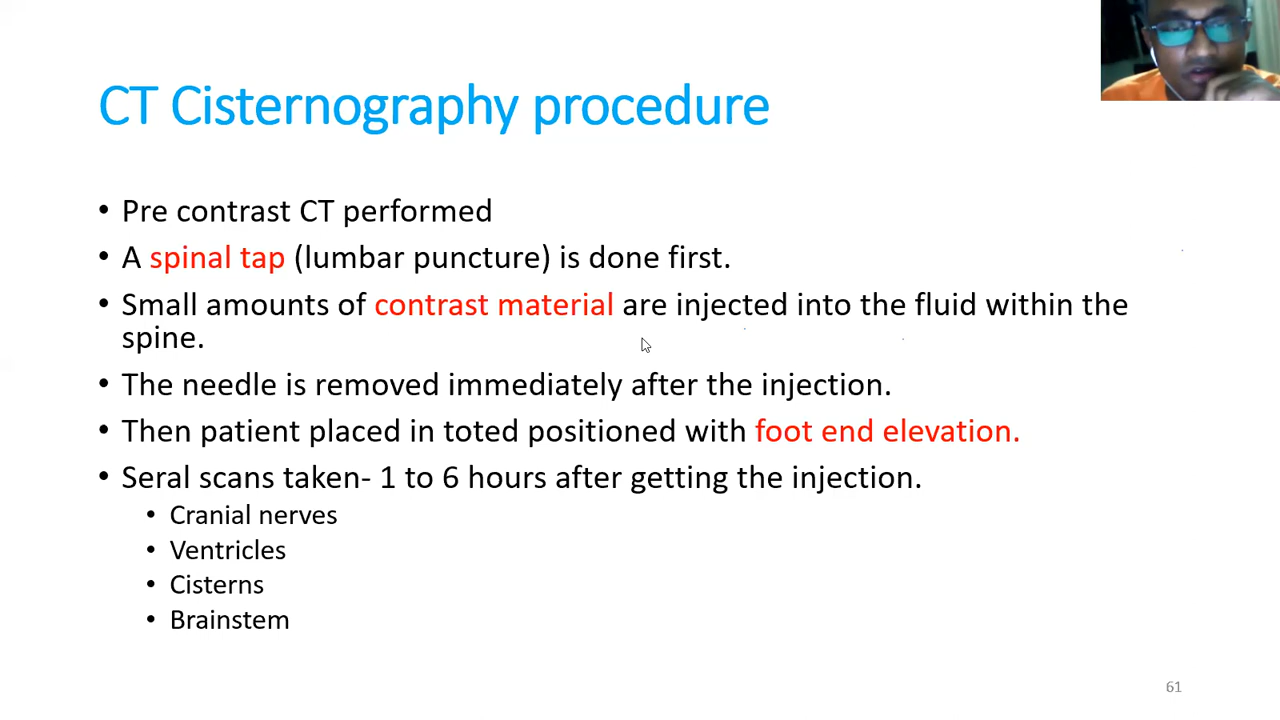 CT Cisternography procedure
• Pre contrast CT performed
• A spinal tap (lumbar puncture) is done first.
• Small amounts of contrast material are injected into the fluid within the
spine.
• The needle is removed immediately after the injection.
• Then patient placed in toted positioned with foot end elevation.
• Seral scans taken- 1 to 6 hours after getting the injection.
• Cranial nerves
• Ventricles
• Cisterns
• Brainstem
61